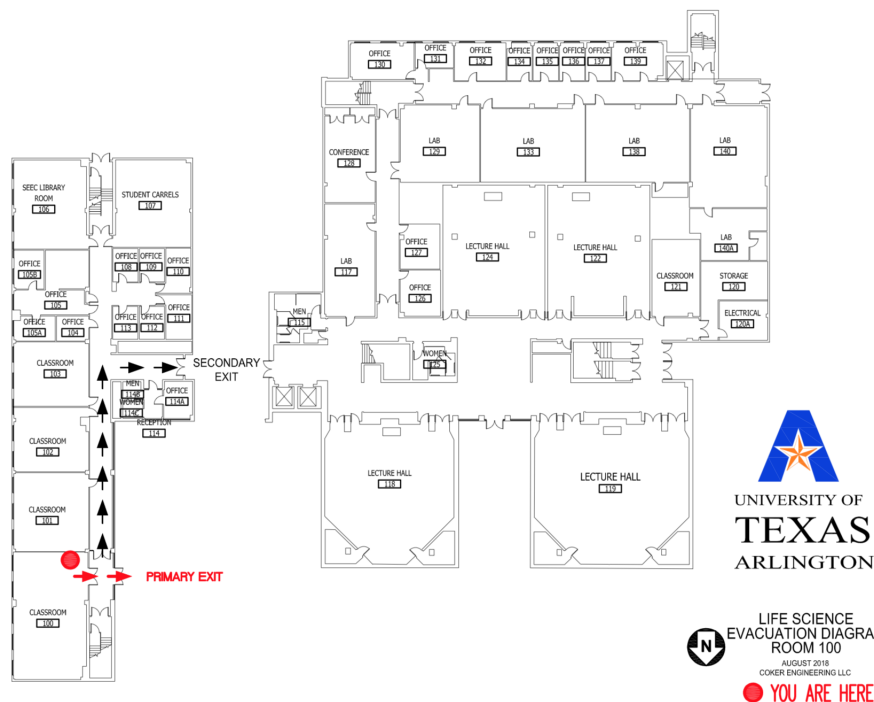 OFFICE
130
OFFICE
131
OFFICE
132
OFFICE
134
OFFICE
135
OFFICE
136
OFFICE
137
OFFICE
139
LAB
129
LAB
133
LAB
138
LAB
140
CONFERENCE
128
SEEC LIBRARY
ROOM
106
STUDENT CARRELS
107
OFFICE
108
OFFICE
109
OFFICE
110
OFFICE
105B
OFFICE
105
OFFICE
105A
OFFICE
104
OFFICE
113
OFFICE
112
OFFICE
111
LAB
117
OFFICE
127
OFFICE
126
LECTURE HALL
124
LECTURE HALL
122
LAB
140A
CLASSROOM
121
STORAGE
120
ELECTRICAL
120A
MEN
115
WOMEN
125
CLASSROOM
103
SECONDARY
EXIT
MEN
114B
WOMEN
114C
OFFICE
114A
RECEPTION
114
CLASSROOM
102
CLASSROOM
101
LECTURE HALL
118
LECTURE HALL
119
PRIMARY EXIT
CLASSROOM
100
UNIVERSITY OF
TEXAS
ARLINGTON
LIFE SCIENCE
EVACUATION DIAGRA
ROOM 100
N
AUGUST 2018
COKER ENGINEERING LLC
YOU ARE HERE